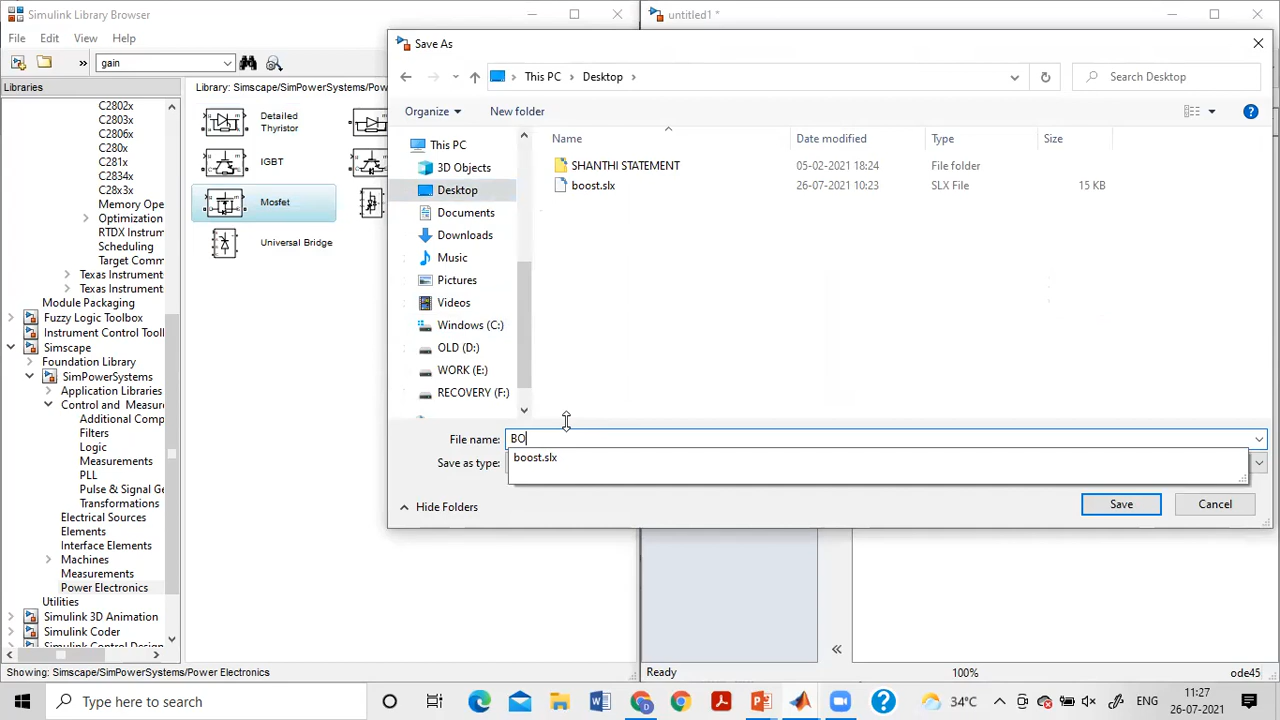 Simulink Library Browser
File Edit View Help
» gain
Libraries
C2802x
C2803x
C2806x
C280x
C281x
C2834x
C28x3x
Memory Ope
Optimization
RTDX Instrum
Scheduling
Target Comm
Texas Instrument
Texas Instrument
Module Packaging
Fuzzy Logic Toolbox
Instrument Control Tool
Simscape
Foundation Library
SimPowerSystems
Application Libraries
Control and Measur
Additional Comp
Filters
Logic
Measurements
PLL
Pulse & Signal Ge
Transformations
Electrical Sources
Elements
Interface Elements
Machines
Measurements
Power Electronics
Utilities
Simulink 3D Animation
Simulink Coder
Library: Simscape/SimPowerSystems/Pow
Detailed
Thyristor
IGBT
Mosfet
Universal Bridge
Showing: Simscape/SimPowerSystems/Power Electronics
untitled1 *
Save As
This PC > Desktop >
Search Desktop
Organize New folder
This PC
3D Objects
Desktop
Documents
Downloads
Music
Pictures
Videos
Windows (C:)
OLD (D:)
WORK (E:)
RECOVERY (F:)
Name Date modified Type Size
SHANTHI STATEMENT 05-02-2021 18:24 File folder
boost.slx 26-07-2021 10:23 SLX File 15 KB
File name: BO
boost.slx
Save as type:
Hide Folders
Save Cancel
«
Ready 100% ode45
Type here to search
34°C
ENG
11:27
26-07-2021